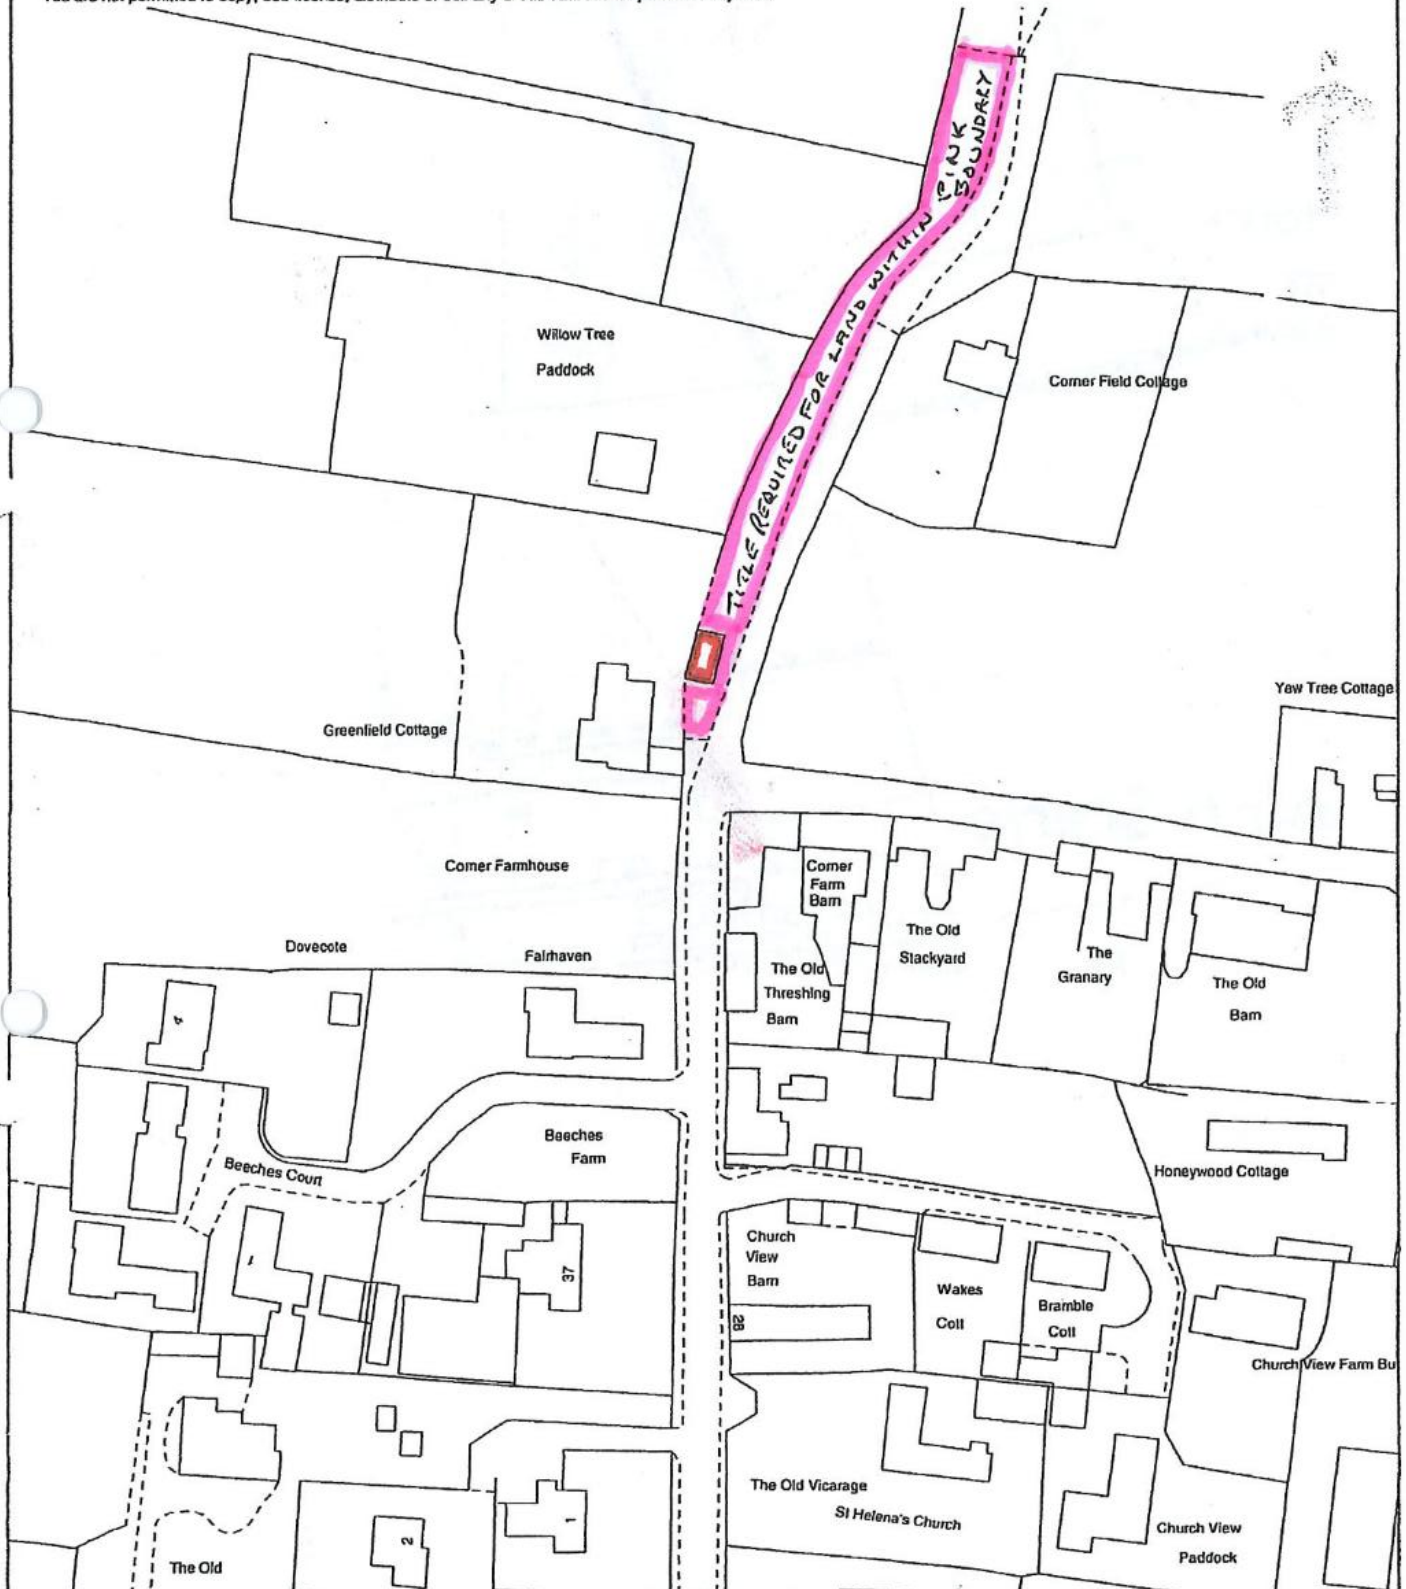 TITLE REQUIRED FOR LAND WITHIN PINK
BOUNDARY
Willow Tree
Paddock
Corner Field Cottage
Yew Tree Cottage
Greenfield Cottage
Corner Farmhouse
Corner
Farm
Barn
The Old
Stackyard
The
Granary
The Old
Barn
Dovecote
Fairhaven
The Old
Threshing
Barn
4
Beeches
Farm
Beeches Court
Honeywood Cottage
Church
View
Barn
37
1
Wakes
Cott
Bramble
Cott
28
Church View Farm Bu
The Old Vicarage
St Helena's Church
Church View
Paddock
1
2
The Old